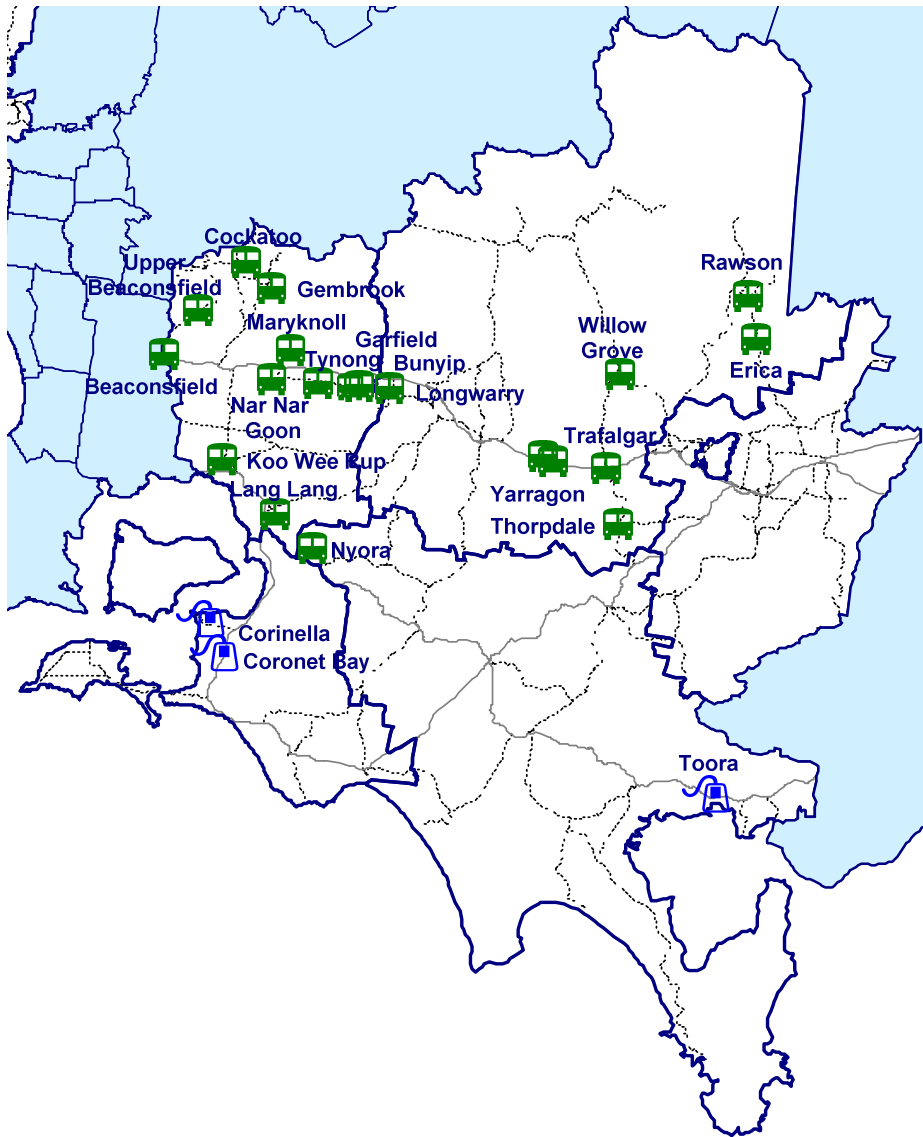 Cockatoo
Upper
Beaconsfield
Gembrook
Rawson
Maryknoll
Garfield
Willow
Grove
Tynong
Bunyip
Erica
Beaconsfield
Longwarry
Nar Nar
Goon
Trafalgar
Koo Wee Rup
Lang Lang
Yarragon
Thorpdale
Nyora
Corinella
Coronet Bay
Toora